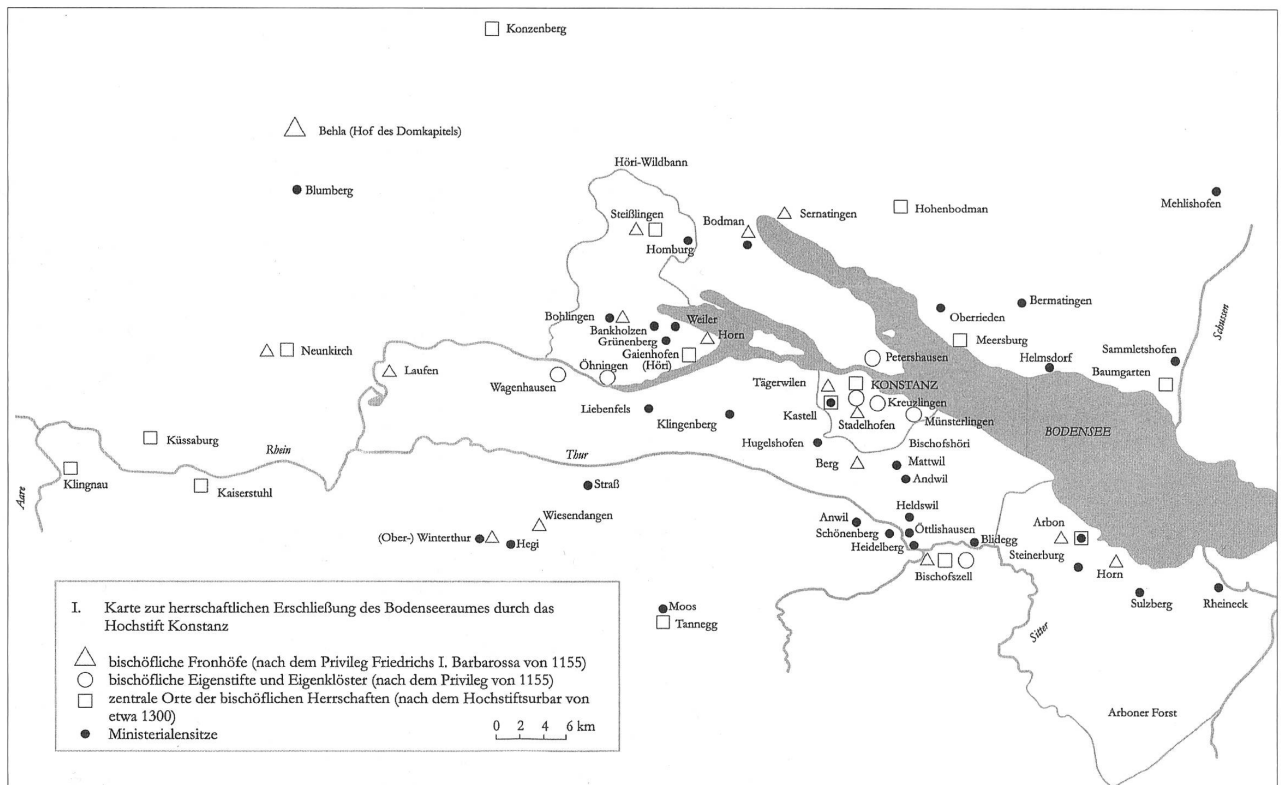 Konzenberg
Behla (Hof des Domkapitels)
Höri-Wildbann
Blumberg
Mehlishofen
Steißlingen
Bodman
Sernatingen
Hohenbodman
Homburg
Bohlingen
Bankholzen
Weiler
Grünenberg
Horn
Gaienhofen
(Höri)
Oberrieden
Bermatingen
Schussen
Meersburg
Neunkirch
Laufen
Wagenhausen
Öhningen
Petershausen
Helmsdorf
Sammletshofen
Baumgarten
Tägerwilen
KONSTANZ
Kastell
Kreuzlingen
Stadelhofen
Münsterlingen
Liebenfels
Klingenberg
BODENSEE
Küssaburg
Rhein
Thur
Hugelshofen
Bischofshöri
Berg
Mattwil
Andwil
Klingnau
Aare
Kaiserstuhl
Straß
Wiesendangen
(Ober-) Winterthur
Hegi
Anwil
Heldswil
Schönenberg
Öttlishausen
Heidelberg
Blidegg
Arbon
Steinerburg
Horn
Bischofszell
Sulzberg
Rheineck
Moos
Tannegg
Sitter
Arboner Forst
I. Karte zur herrschaftlichen Erschließung des Bodenseeraumes durch das
Hochstift Konstanz
bischöfliche Fronhöfe (nach dem Privileg Friedrichs I. Barbarossa von 1155)
bischöfliche Eigenstifte und Eigenklöster (nach dem Privileg von 1155)
zentrale Orte der bischöflichen Herrschaften (nach dem Hochstiftsurbar von
etwa 1300)
Ministerialensitze
0 2 4 6 km